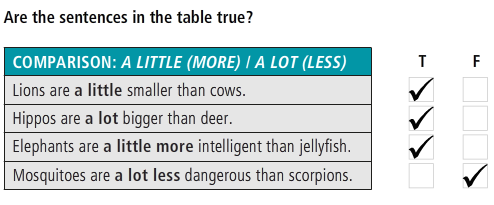 Are the sentences in the table true?
COMPARISON: A LITTLE (MORE) / A LOT (LESS) T F
Lions are a little smaller than cows.
Hippos are a lot bigger than deer.
Elephants are a little more intelligent than jellyfish.
Mosquitoes are a lot less dangerous than scorpions.